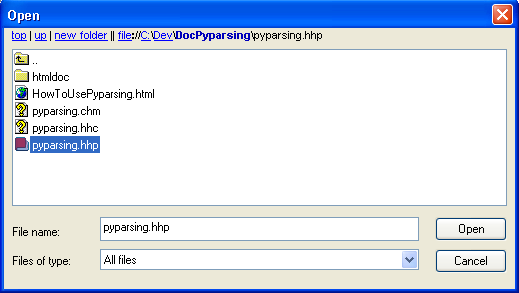 Open
top | up | new folder || file://C:\Dev\DocPyparsing\pyparsing.hhp
..
htmldoc
HowToUsePyparsing.html
pyparsing.chm
pyparsing.hhc
pyparsing.hhp
File name: pyparsing.hhp Open
Files of type: All files Cancel